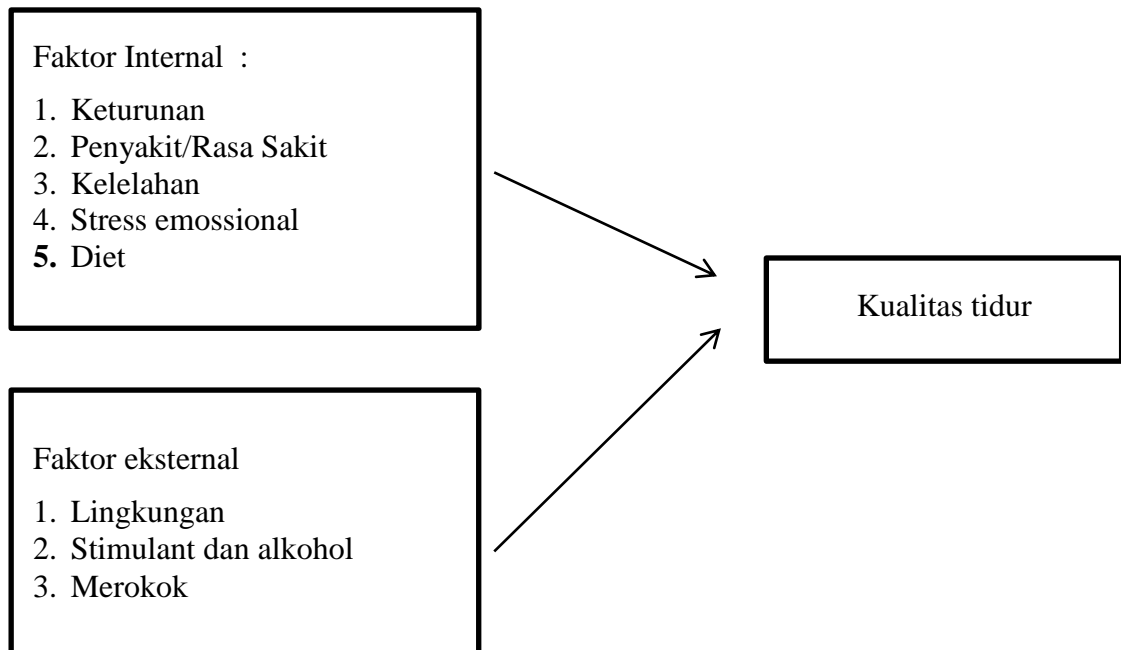 Faktor Internal :
1. Keturunan
2. Penyakit/Rasa Sakit
3. Kelelahan
4. Stress emossional
5. Diet
Kualitas tidur
Faktor eksternal
1. Lingkungan
2. Stimulant dan alkohol
3. Merokok